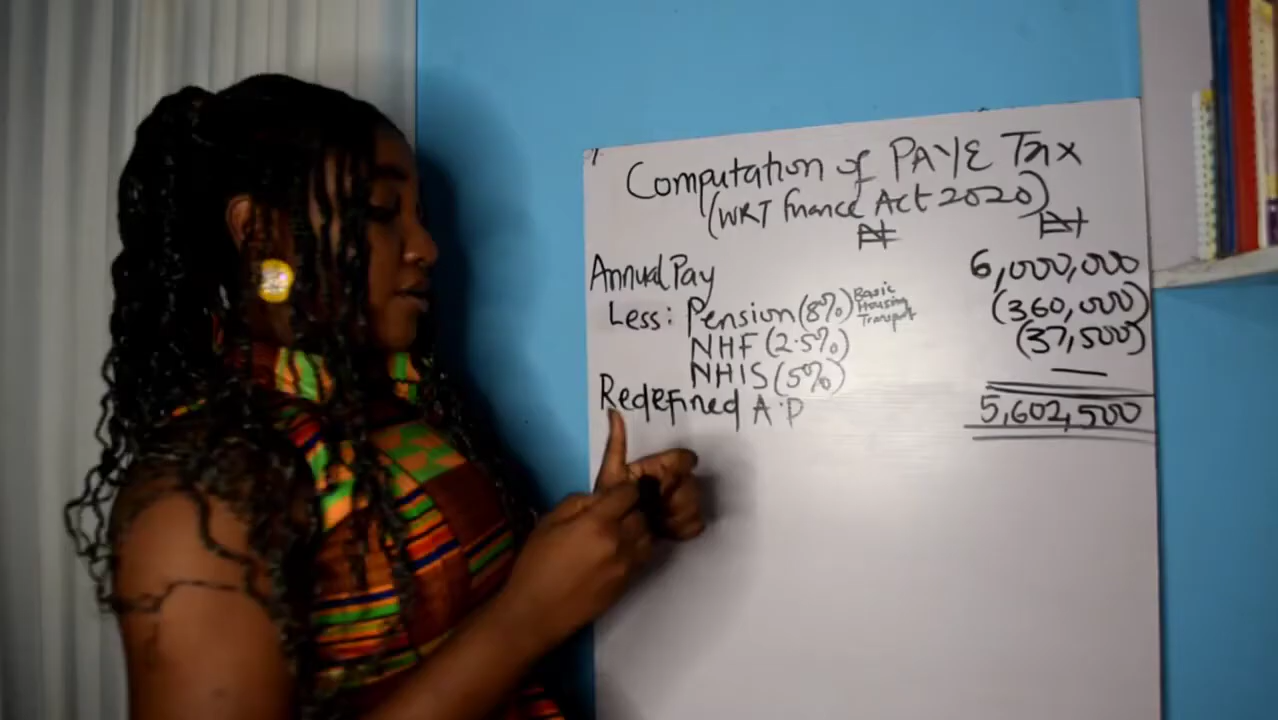 Computation of PAYE Tax
(WRT Finance Act 2020)
₦ ₦
Annual Pay 6,000,000
Less: Pension (8%) Basic Housing Transport (360,000)
NHF (2.5%) (37,500)
NHIS (5%) —
Redefined A.P 5,602,500